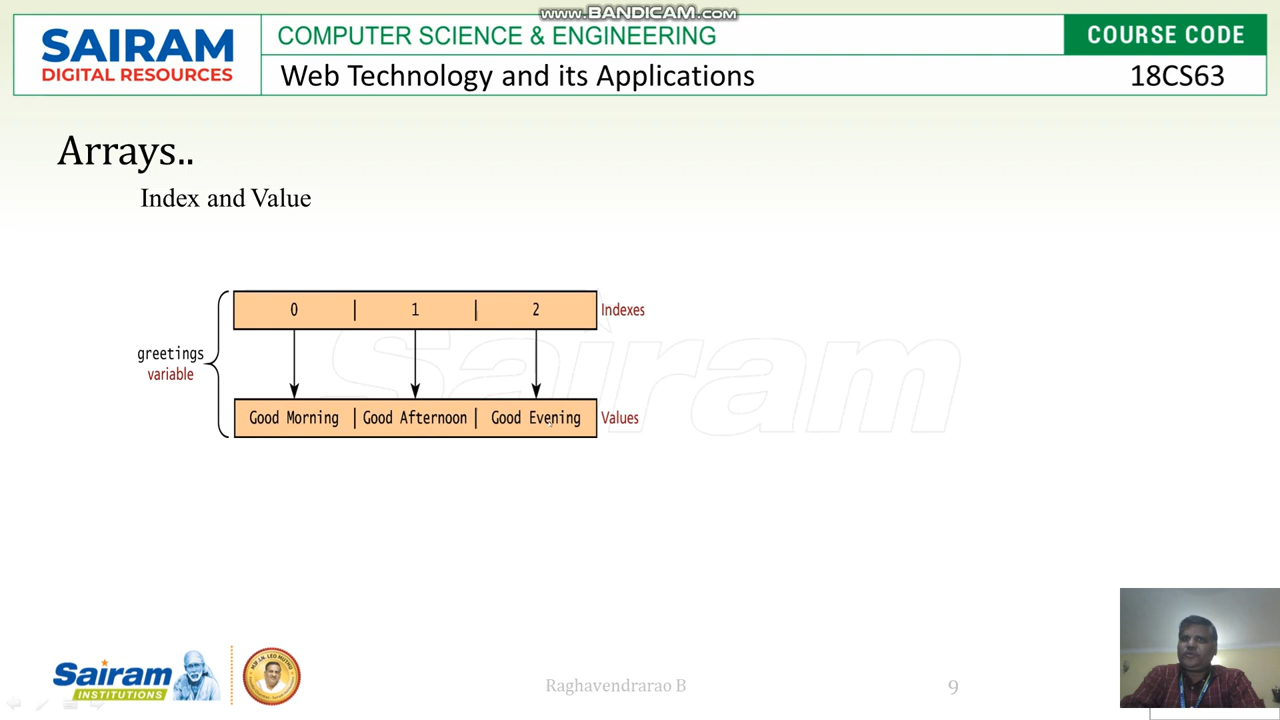 www.BANDICAM.com
SAIRAM
DIGITAL RESOURCES
COMPUTER SCIENCE & ENGINEERING
COURSE CODE
Web Technology and its Applications
18CS63
Arrays..
Index and Value
0 | 1 | 2
Indexes
greetings
variable
Good Morning | Good Afternoon | Good Evening
Values
Sairam
Sairam
INSTITUTIONS
Raghavendrarao B
9